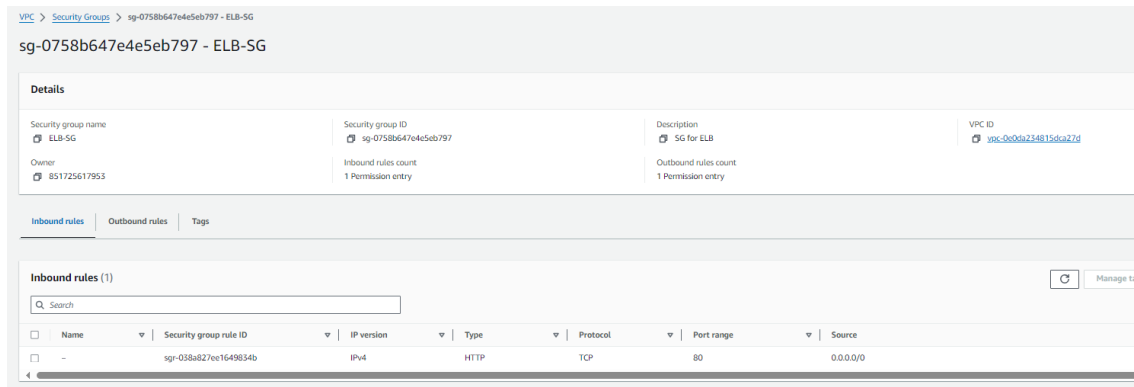 VPC > Security Groups > sg-0758b647e4e5eb797 - ELB-SG
sg-0758b647e4e5eb797 - ELB-SG
Details
Security group name
ELB-SG
Security group ID
sg-0758b647e4e5eb797
Description
SG for ELB
VPC ID
vpc-0e0da234815dca27d
Owner
851725617953
Inbound rules count
1 Permission entry
Outbound rules count
1 Permission entry
Inbound rules Outbound rules Tags
Inbound rules (1)
Manage ta
Search
Name Security group rule ID IP version Type Protocol Port range Source
– sgr-038a827ee1649834b IPv4 HTTP TCP 80 0.0.0.0/0